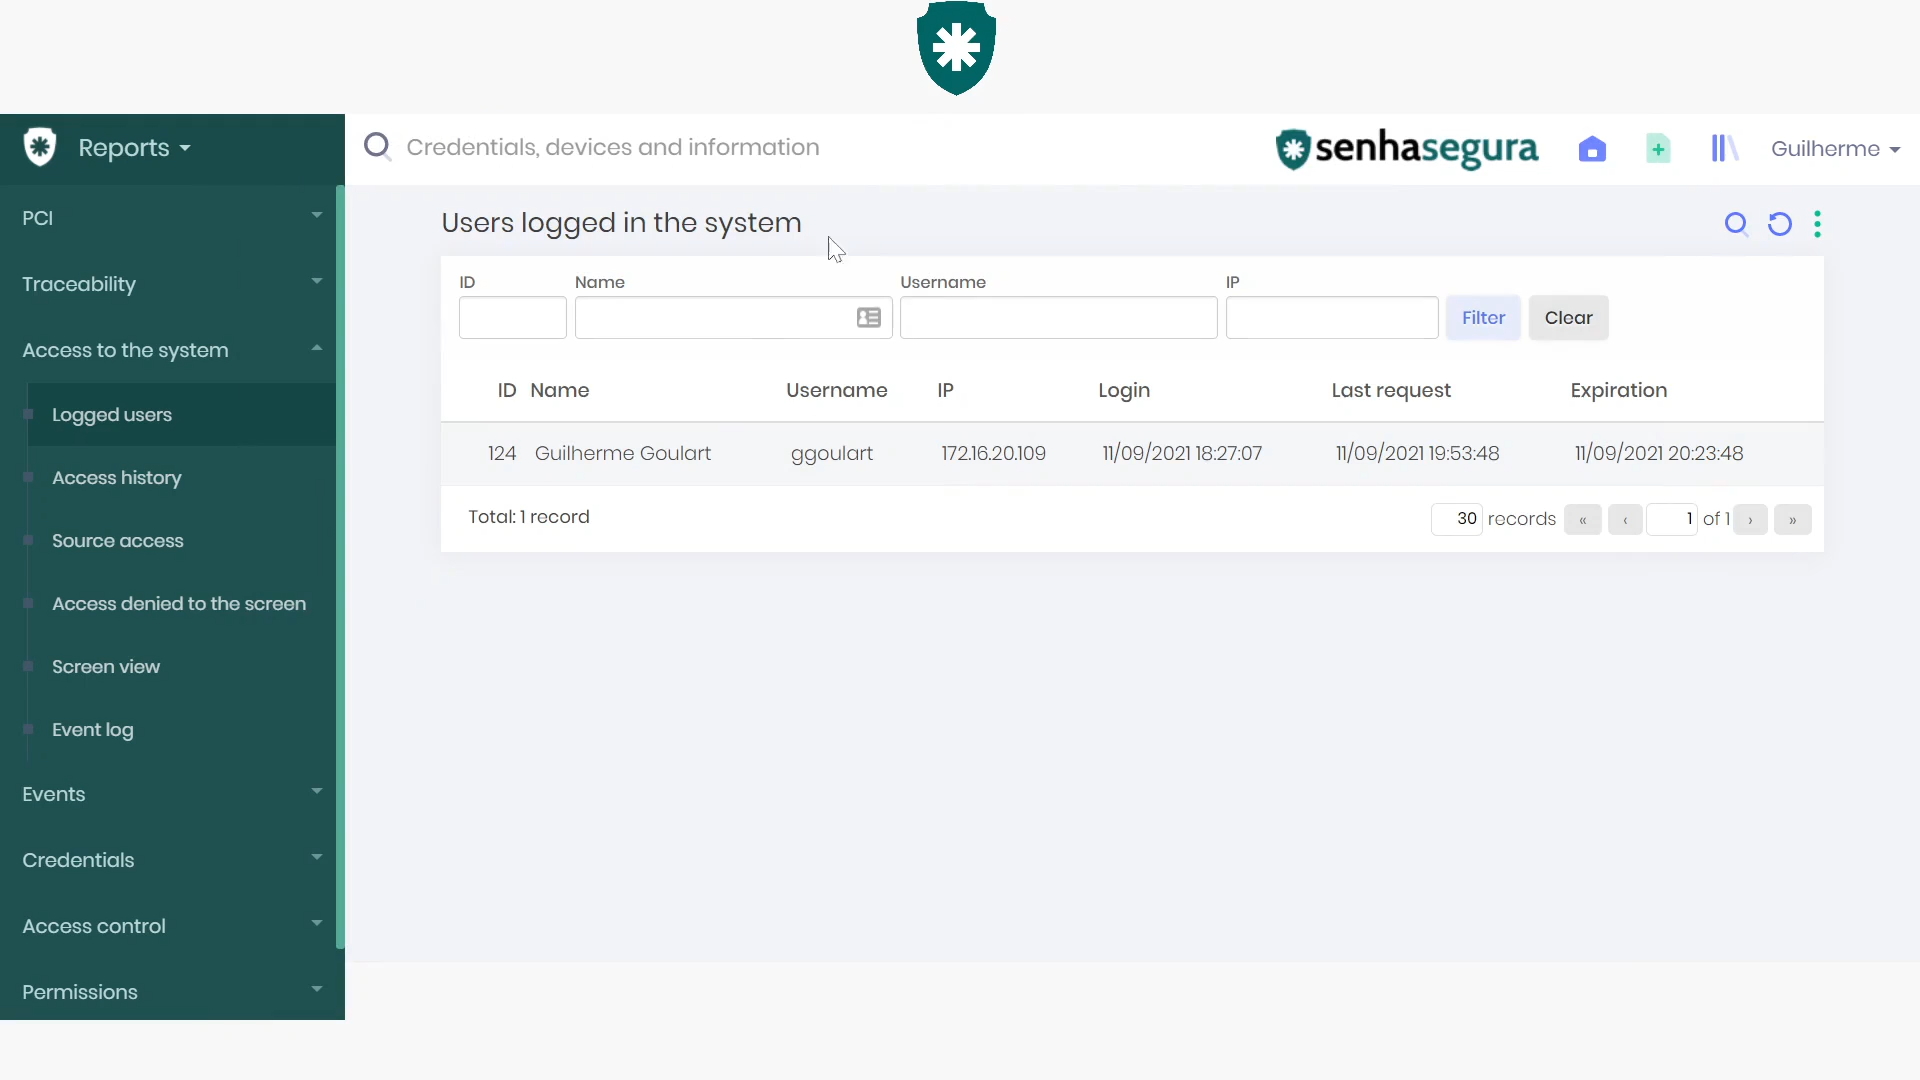 Reports
Credentials, devices and information
senhasegura
Guilherme
PCI
Traceability
Access to the system
Logged users
Access history
Source access
Access denied to the screen
Screen view
Event log
Events
Credentials
Access control
Permissions
Users logged in the system
ID Name Username IP
Filter Clear
ID Name Username IP Login Last request Expiration
124 Guilherme Goulart ggoulart 172.16.20.109 11/09/2021 18:27:07 11/09/2021 19:53:48 11/09/2021 20:23:48
Total: 1 record
30 records « ‹ 1 of 1 › »